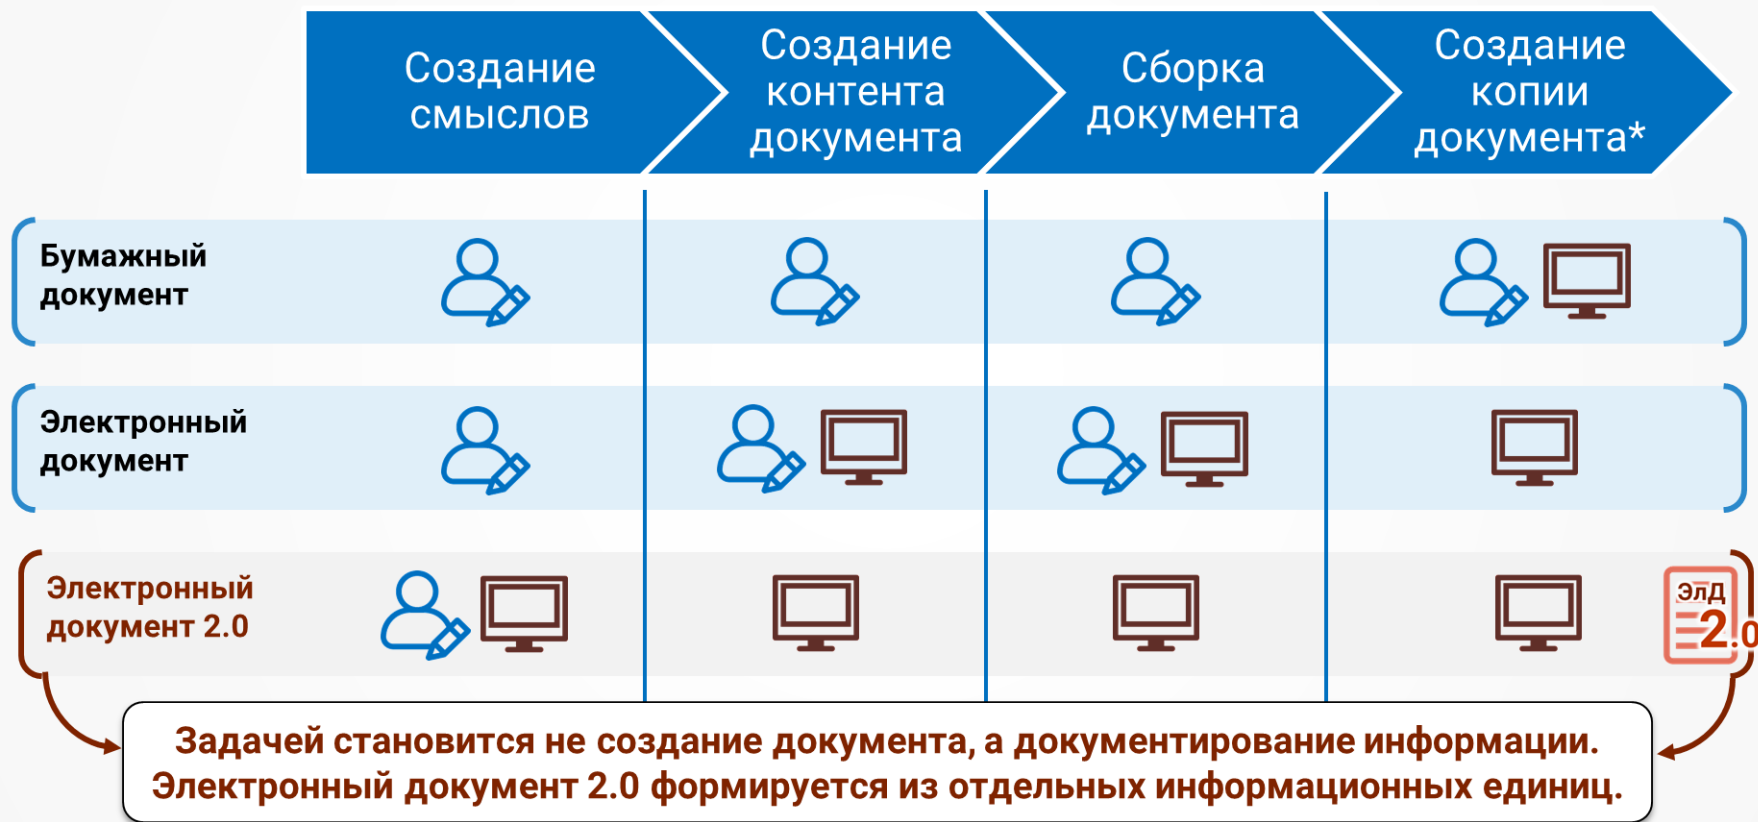 Создание
смыслов
Создание
контента
документа
Сборка
документа
Создание
копии
документа*
Бумажный
документ
Электронный
документ
Электронный
документ 2.0
ЭлД
2.0
Задачей становится не создание документа, а документирование информации.
Электронный документ 2.0 формируется из отдельных информационных единиц.